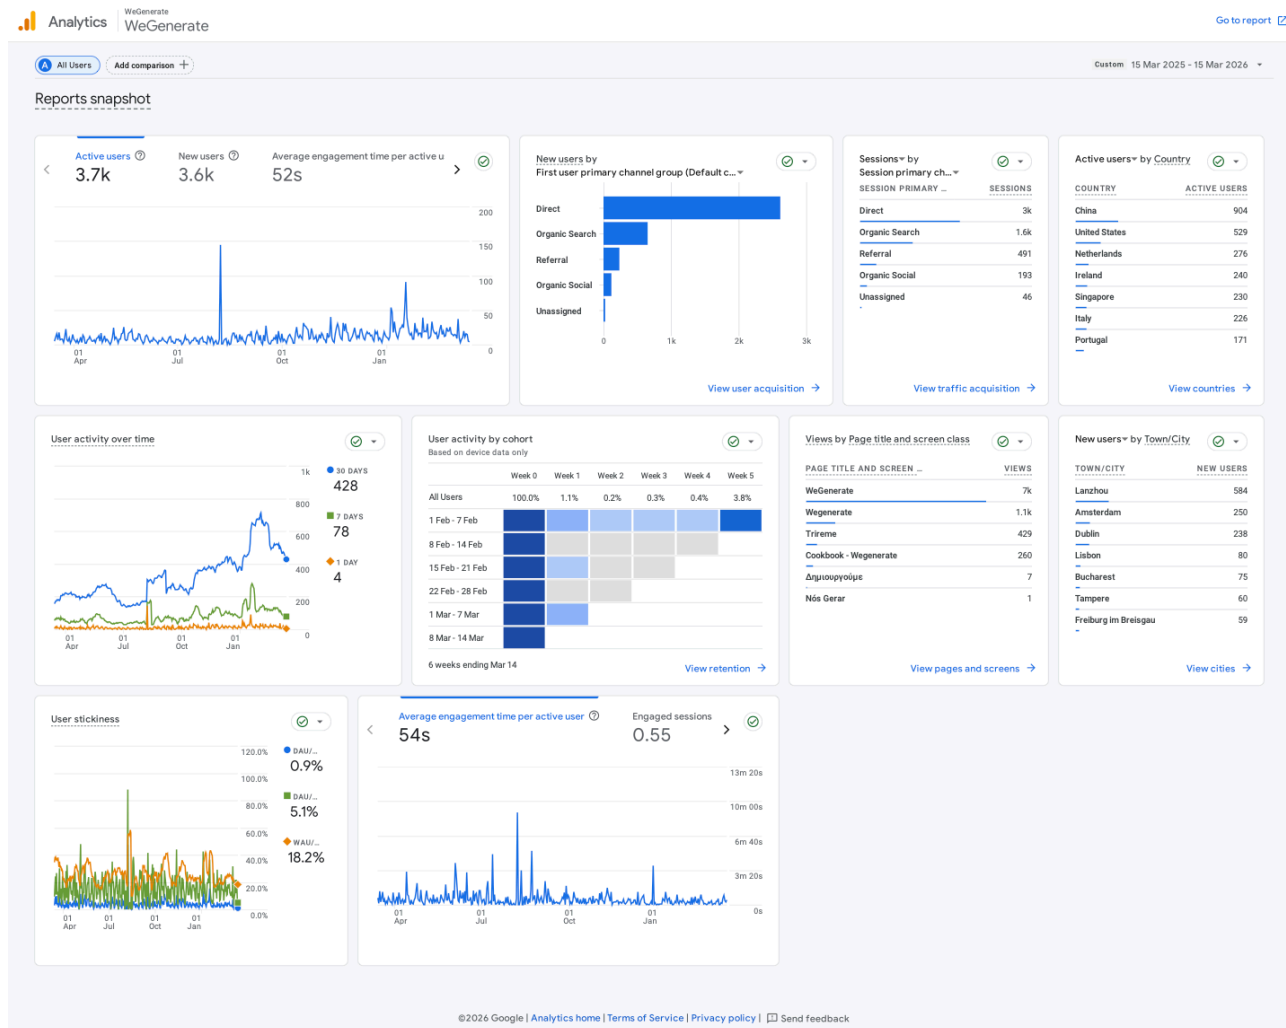 WeGenerate
Analytics WeGenerate
Go to report
A All Users Add comparison +
Custom 15 Mar 2025 - 15 Mar 2026
Reports snapshot
Active users New users Average engagement time per active u
3.7k 3.6k 52s
200
150
100
50
0
01 Apr 01 Jul 01 Oct 01 Jan
New users by
First user primary channel group (Default c...
Direct
Organic Search
Referral
Organic Social
Unassigned
0 1k 2k 3k
View user acquisition
Sessions by
Session primary ch...
SESSION PRIMARY ... SESSIONS
Direct 3k
Organic Search 1.6k
Referral 491
Organic Social 193
Unassigned 46
View traffic acquisition
Active users by Country
COUNTRY ACTIVE USERS
China 904
United States 529
Netherlands 276
Ireland 240
Singapore 230
Italy 226
Portugal 171
View countries
User activity over time
1k
800
600
400
200
0
01 Apr 01 Jul 01 Oct 01 Jan
30 DAYS
428
7 DAYS
78
1 DAY
4
User activity by cohort
Based on device data only
Week 0 Week 1 Week 2 Week 3 Week 4 Week 5
All Users 100.0% 1.1% 0.2% 0.3% 0.4% 3.8%
1 Feb - 7 Feb
8 Feb - 14 Feb
15 Feb - 21 Feb
22 Feb - 28 Feb
1 Mar - 7 Mar
8 Mar - 14 Mar
6 weeks ending Mar 14
View retention
Views by Page title and screen class
PAGE TITLE AND SCREEN ... VIEWS
WeGenerate 7k
Wegenerate 1.1k
Trireme 429
Cookbook - Wegenerate 260
Δημιουργούμε 7
Nós Gerar 1
View pages and screens
New users by Town/City
TOWN/CITY NEW USERS
Lanzhou 584
Amsterdam 250
Dublin 238
Lisbon 80
Bucharest 75
Tampere 60
Freiburg im Breisgau 59
View cities
User stickiness
120.0%
100.0%
80.0%
60.0%
40.0%
20.0%
0.0%
01 Apr 01 Jul 01 Oct 01 Jan
DAU/...
0.9%
DAU/...
5.1%
WAU/...
18.2%
Average engagement time per active user Engaged sessions
54s 0.55
13m 20s
10m 00s
6m 40s
3m 20s
0s
01 Apr 01 Jul 01 Oct 01 Jan
©2026 Google | Analytics home | Terms of Service | Privacy policy | Send feedback